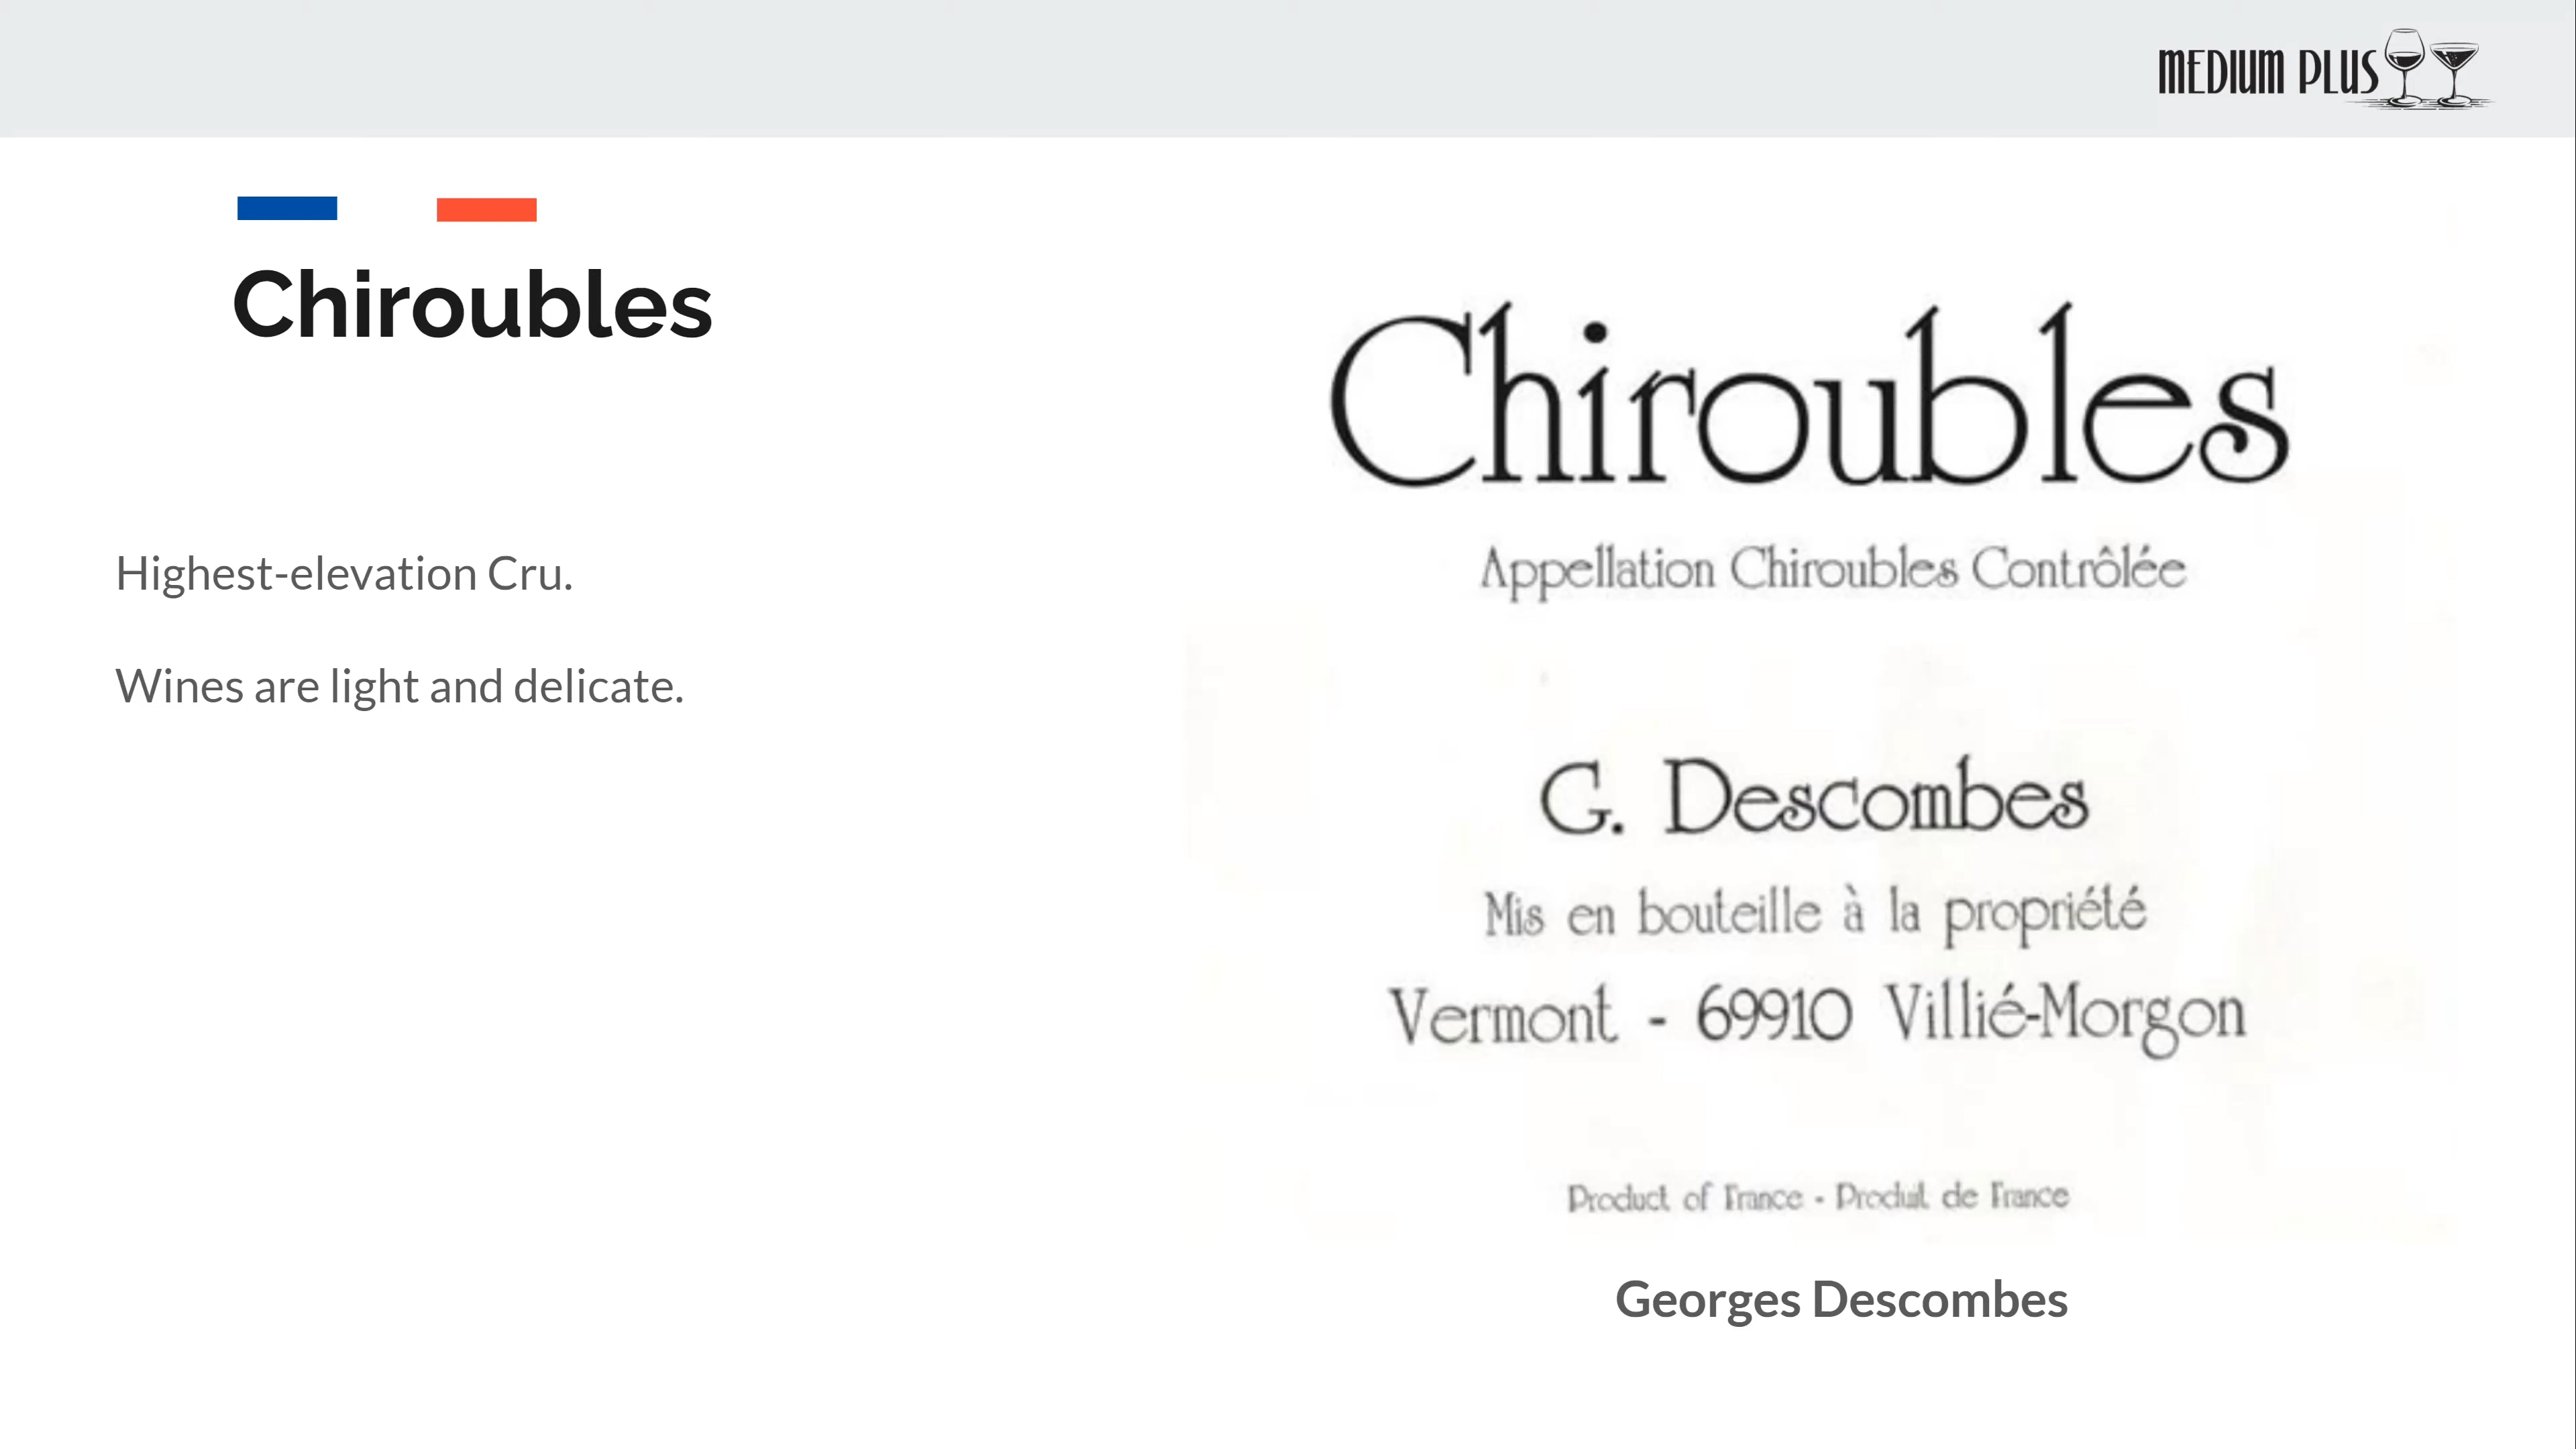 MEDIUM PLUS
Chiroubles
Highest-elevation Cru.
Wines are light and delicate.
Chiroubles
Appellation Chiroubles Contrôlée
G. Descombes
Mis en bouteille à la propriété
Vermont - 69910 Villié-Morgon
Product of France - Produit de France
Georges Descombes